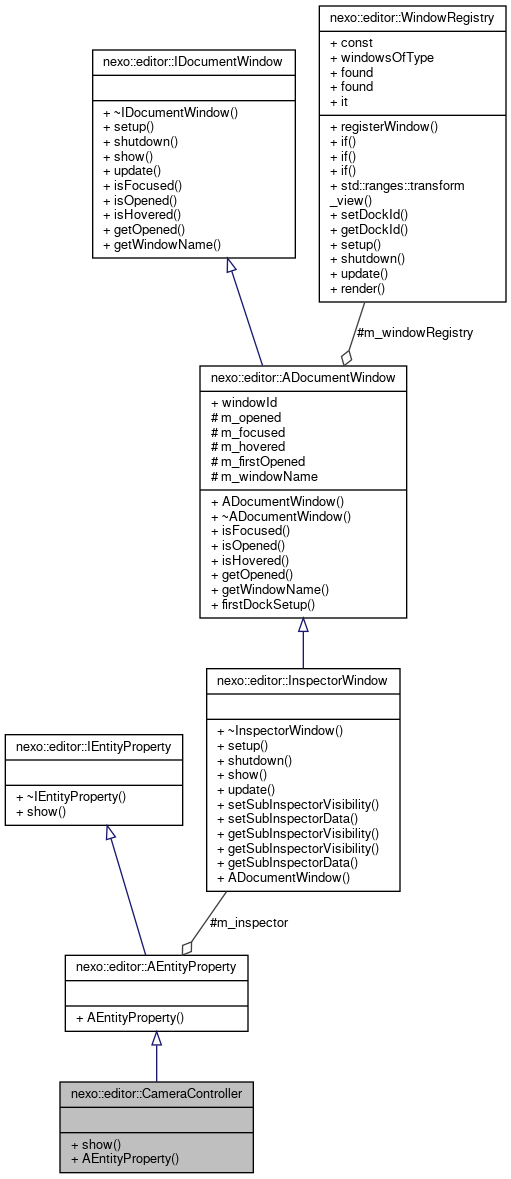 nexo::editor::WindowRegistry
+ const
+ windowsOfType
+ found
+ found
+ it
+ registerWindow()
+ if()
+ if()
+ if()
+ std::ranges::transform
_view()
+ setDockId()
+ getDockId()
+ setup()
+ shutdown()
+ update()
+ render()
nexo::editor::IDocumentWindow
+ ~IDocumentWindow()
+ setup()
+ shutdown()
+ show()
+ update()
+ isFocused()
+ isOpened()
+ isHovered()
+ getOpened()
+ getWindowName()
#m_windowRegistry
nexo::editor::ADocumentWindow
+ windowId
# m_opened
# m_focused
# m_hovered
# m_firstOpened
# m_windowName
+ ADocumentWindow()
+ ~ADocumentWindow()
+ isFocused()
+ isOpened()
+ isHovered()
+ getOpened()
+ getWindowName()
+ firstDockSetup()
nexo::editor::InspectorWindow
+ ~InspectorWindow()
+ setup()
+ shutdown()
+ show()
+ update()
+ setSubInspectorVisibility()
+ setSubInspectorData()
+ getSubInspectorVisibility()
+ getSubInspectorVisibility()
+ getSubInspectorData()
+ ADocumentWindow()
nexo::editor::IEntityProperty
+ ~IEntityProperty()
+ show()
#m_inspector
nexo::editor::AEntityProperty
+ AEntityProperty()
nexo::editor::CameraController
+ show()
+ AEntityProperty()